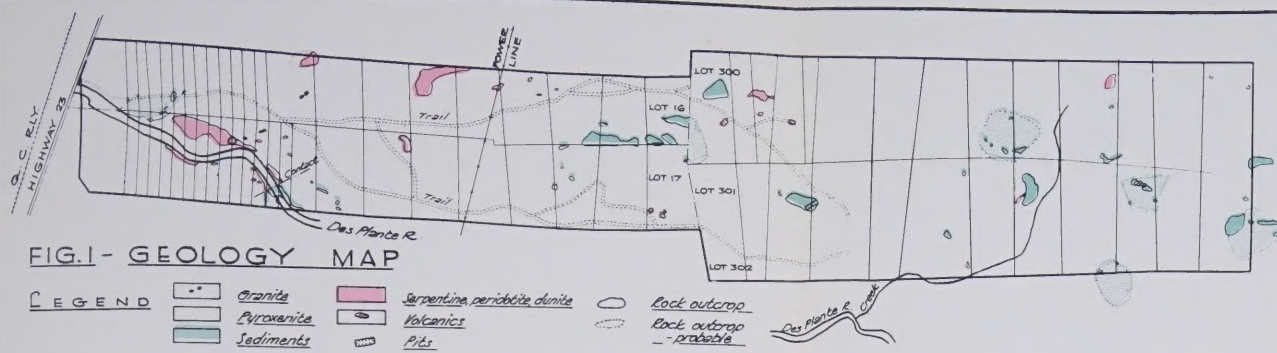 Q. C. RLY
HIGHWAY 23
POWER LINE
Trail
Trail
Contact
Des Plante R.
LOT 300
LOT 16
LOT 17
LOT 301
LOT 302
Des Plante R.
Creek
FIG.1 - GEOLOGY MAP
LEGEND
Granite
Pyroxenite
Sediments
Serpentine, peridotite, dunite
Volcanics
Pits
Rock outcrop
Rock outcrop
- probable